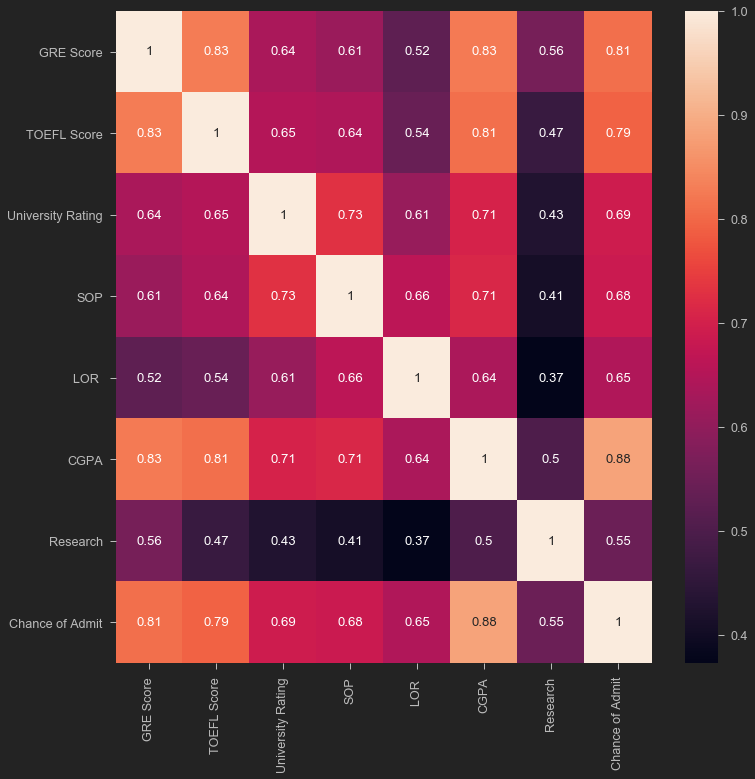 GRE Score 1 0.83 0.64 0.61 0.52 0.83 0.56 0.81
TOEFL Score 0.83 1 0.65 0.64 0.54 0.81 0.47 0.79
University Rating 0.64 0.65 1 0.73 0.61 0.71 0.43 0.69
SOP 0.61 0.64 0.73 1 0.66 0.71 0.41 0.68
LOR 0.52 0.54 0.61 0.66 1 0.64 0.37 0.65
CGPA 0.83 0.81 0.71 0.71 0.64 1 0.5 0.88
Research 0.56 0.47 0.43 0.41 0.37 0.5 1 0.55
Chance of Admit 0.81 0.79 0.69 0.68 0.65 0.88 0.55 1
GRE Score
TOEFL Score
University Rating
SOP
LOR
CGPA
Research
Chance of Admit
1.0
0.9
0.8
0.7
0.6
0.5
0.4